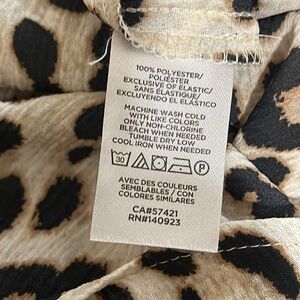 100% POLYESTER/
POLIÉSTER
EXCLUSIVE OF ELASTIC/
SANS ÉLASTIQUE/
EXCLUYENDO EL ELÁSTICO
MACHINE WASH COLD
WITH LIKE COLORS
ONLY NON-CHLORINE
BLEACH WHEN NEEDED
TUMBLE DRY LOW
COOL IRON WHEN NEEDED
30 P
AVEC DES COULEURS
SEMBLABLES / CON
COLORES SIMILARES
CA#57421
RN#140923